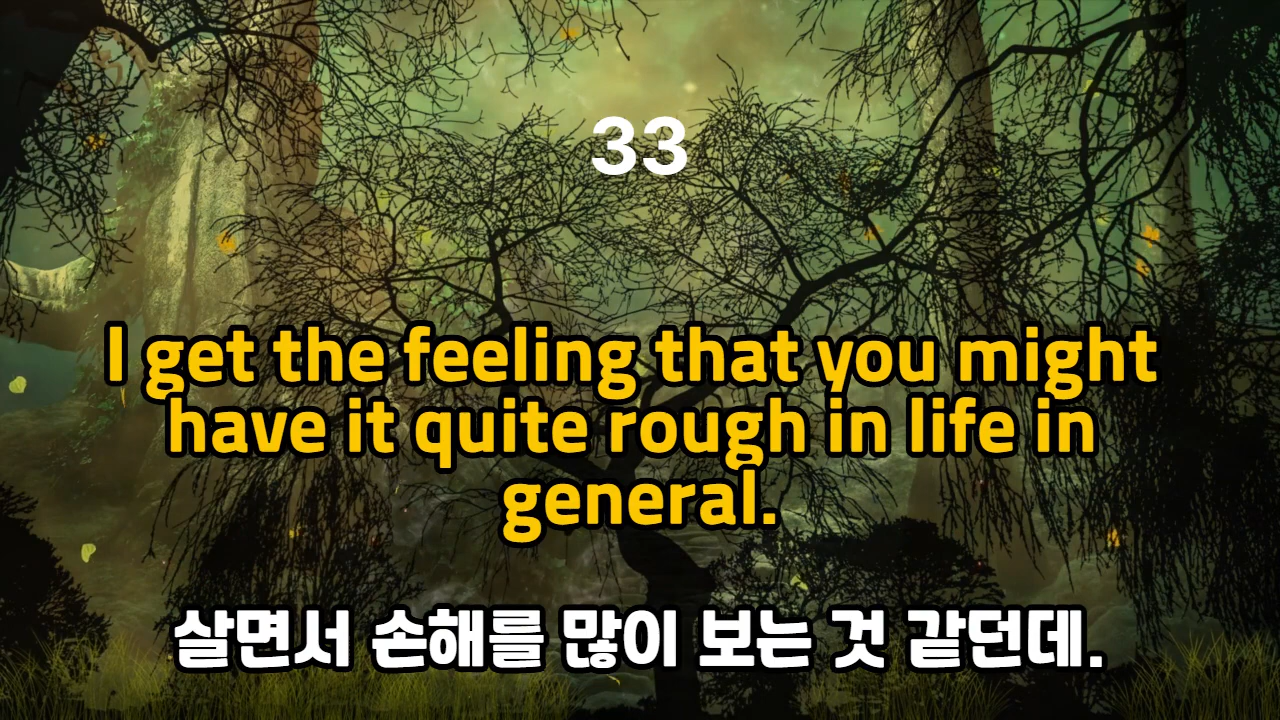 33
I get the feeling that you might
have it quite rough in life in
general.
살면서 손해를 많이 보는 것 같던데.